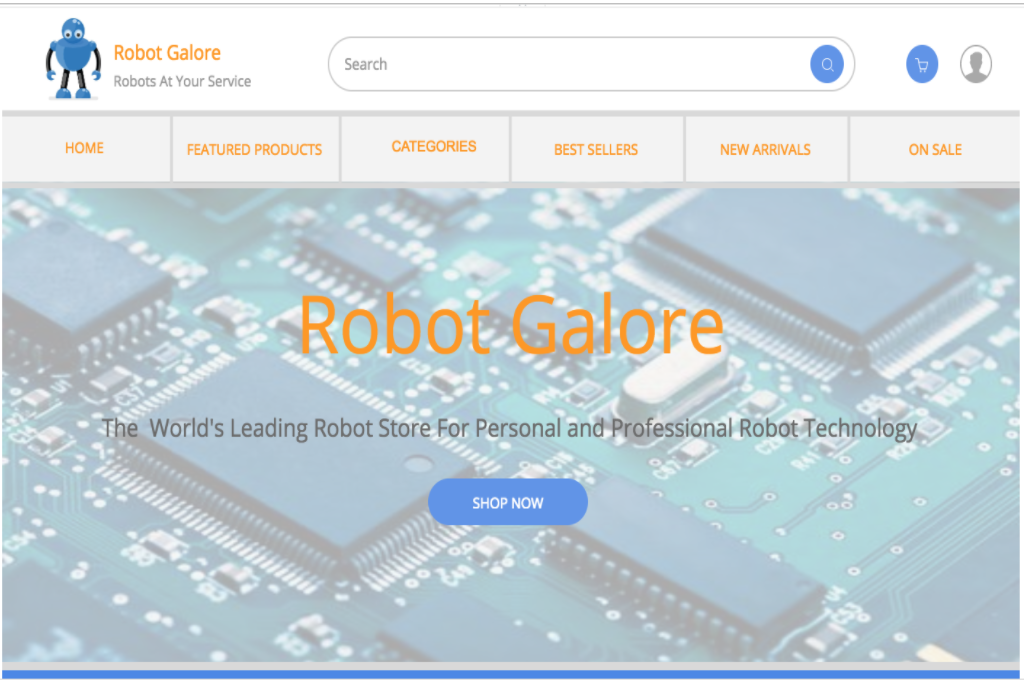 Robot Galore
Robots At Your Service
Search
HOME
FEATURED PRODUCTS
CATEGORIES
BEST SELLERS
NEW ARRIVALS
ON SALE
Robot Galore
The World's Leading Robot Store For Personal and Professional Robot Technology
SHOP NOW